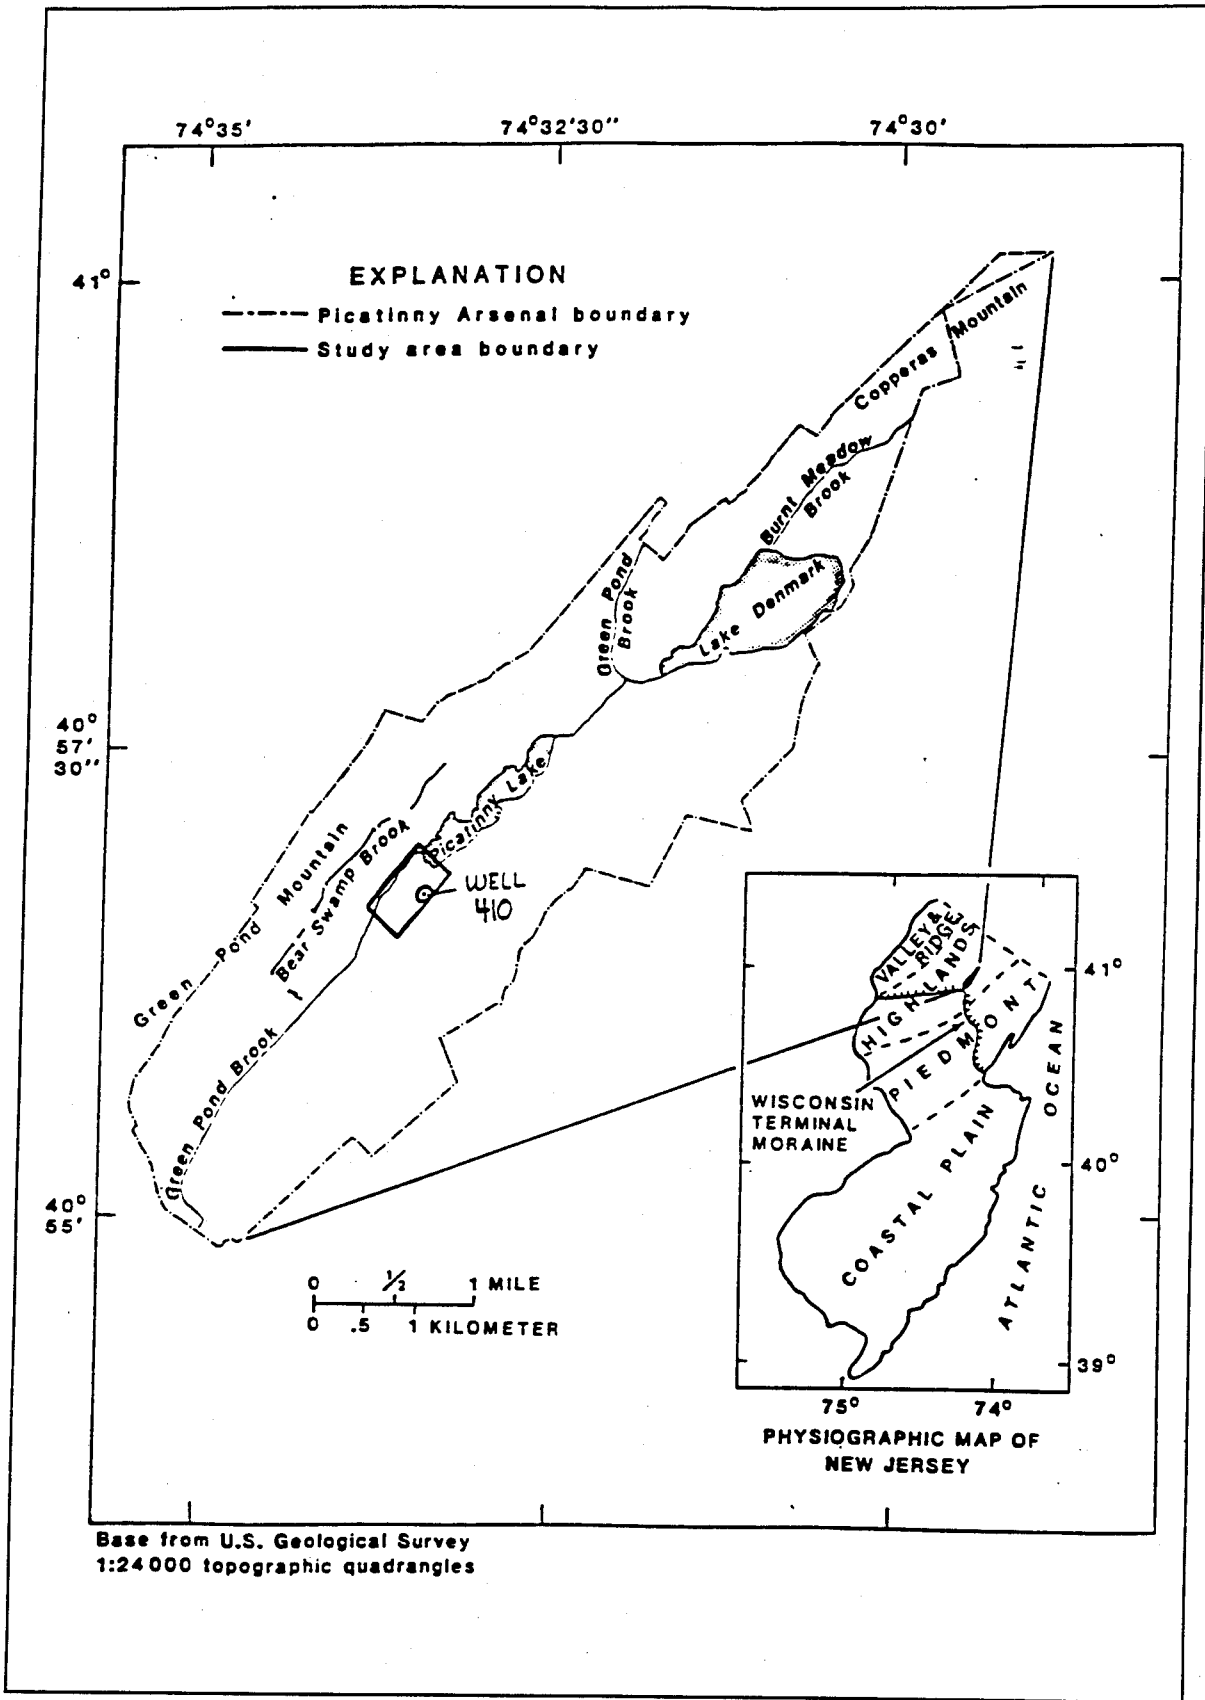 74°35'
74°32'30"
74°30'
41°
EXPLANATION
Picatinny Arsenal boundary
Study area boundary
Copperas Mountain
Burnt Meadow
Brook
Green Pond
Brook
Lake Denmark
40°
57'
30"
Picatinny Lake
Green Pond Mountain
Bear Swamp Brook
WELL
410
Green Pond Brook
40°
55'
0 ½ 1 MILE
0 .5 1 KILOMETER
VALLEY &
RIDGE
HIGHLANDS
PIEDMONT
WISCONSIN
TERMINAL
MORAINE
COASTAL PLAIN
ATLANTIC OCEAN
41°
40°
39°
75°
74°
PHYSIOGRAPHIC MAP OF
NEW JERSEY
Base from U.S. Geological Survey
1:24000 topographic quadrangles